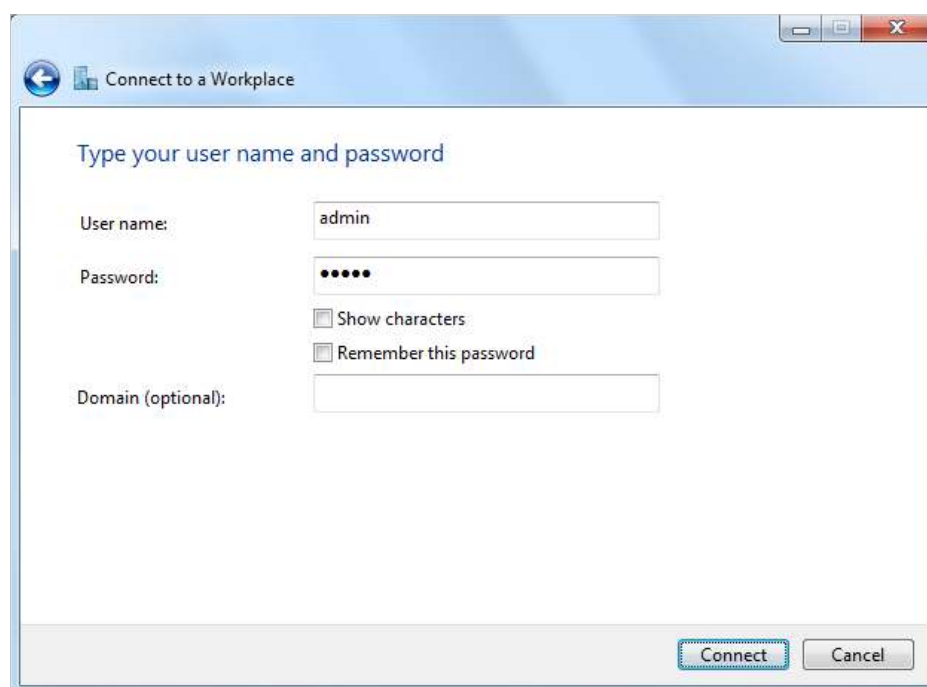 Connect to a Workplace
Type your user name and password
User name:
admin
Password:
•••••
Show characters
Remember this password
Domain (optional):
Connect
Cancel